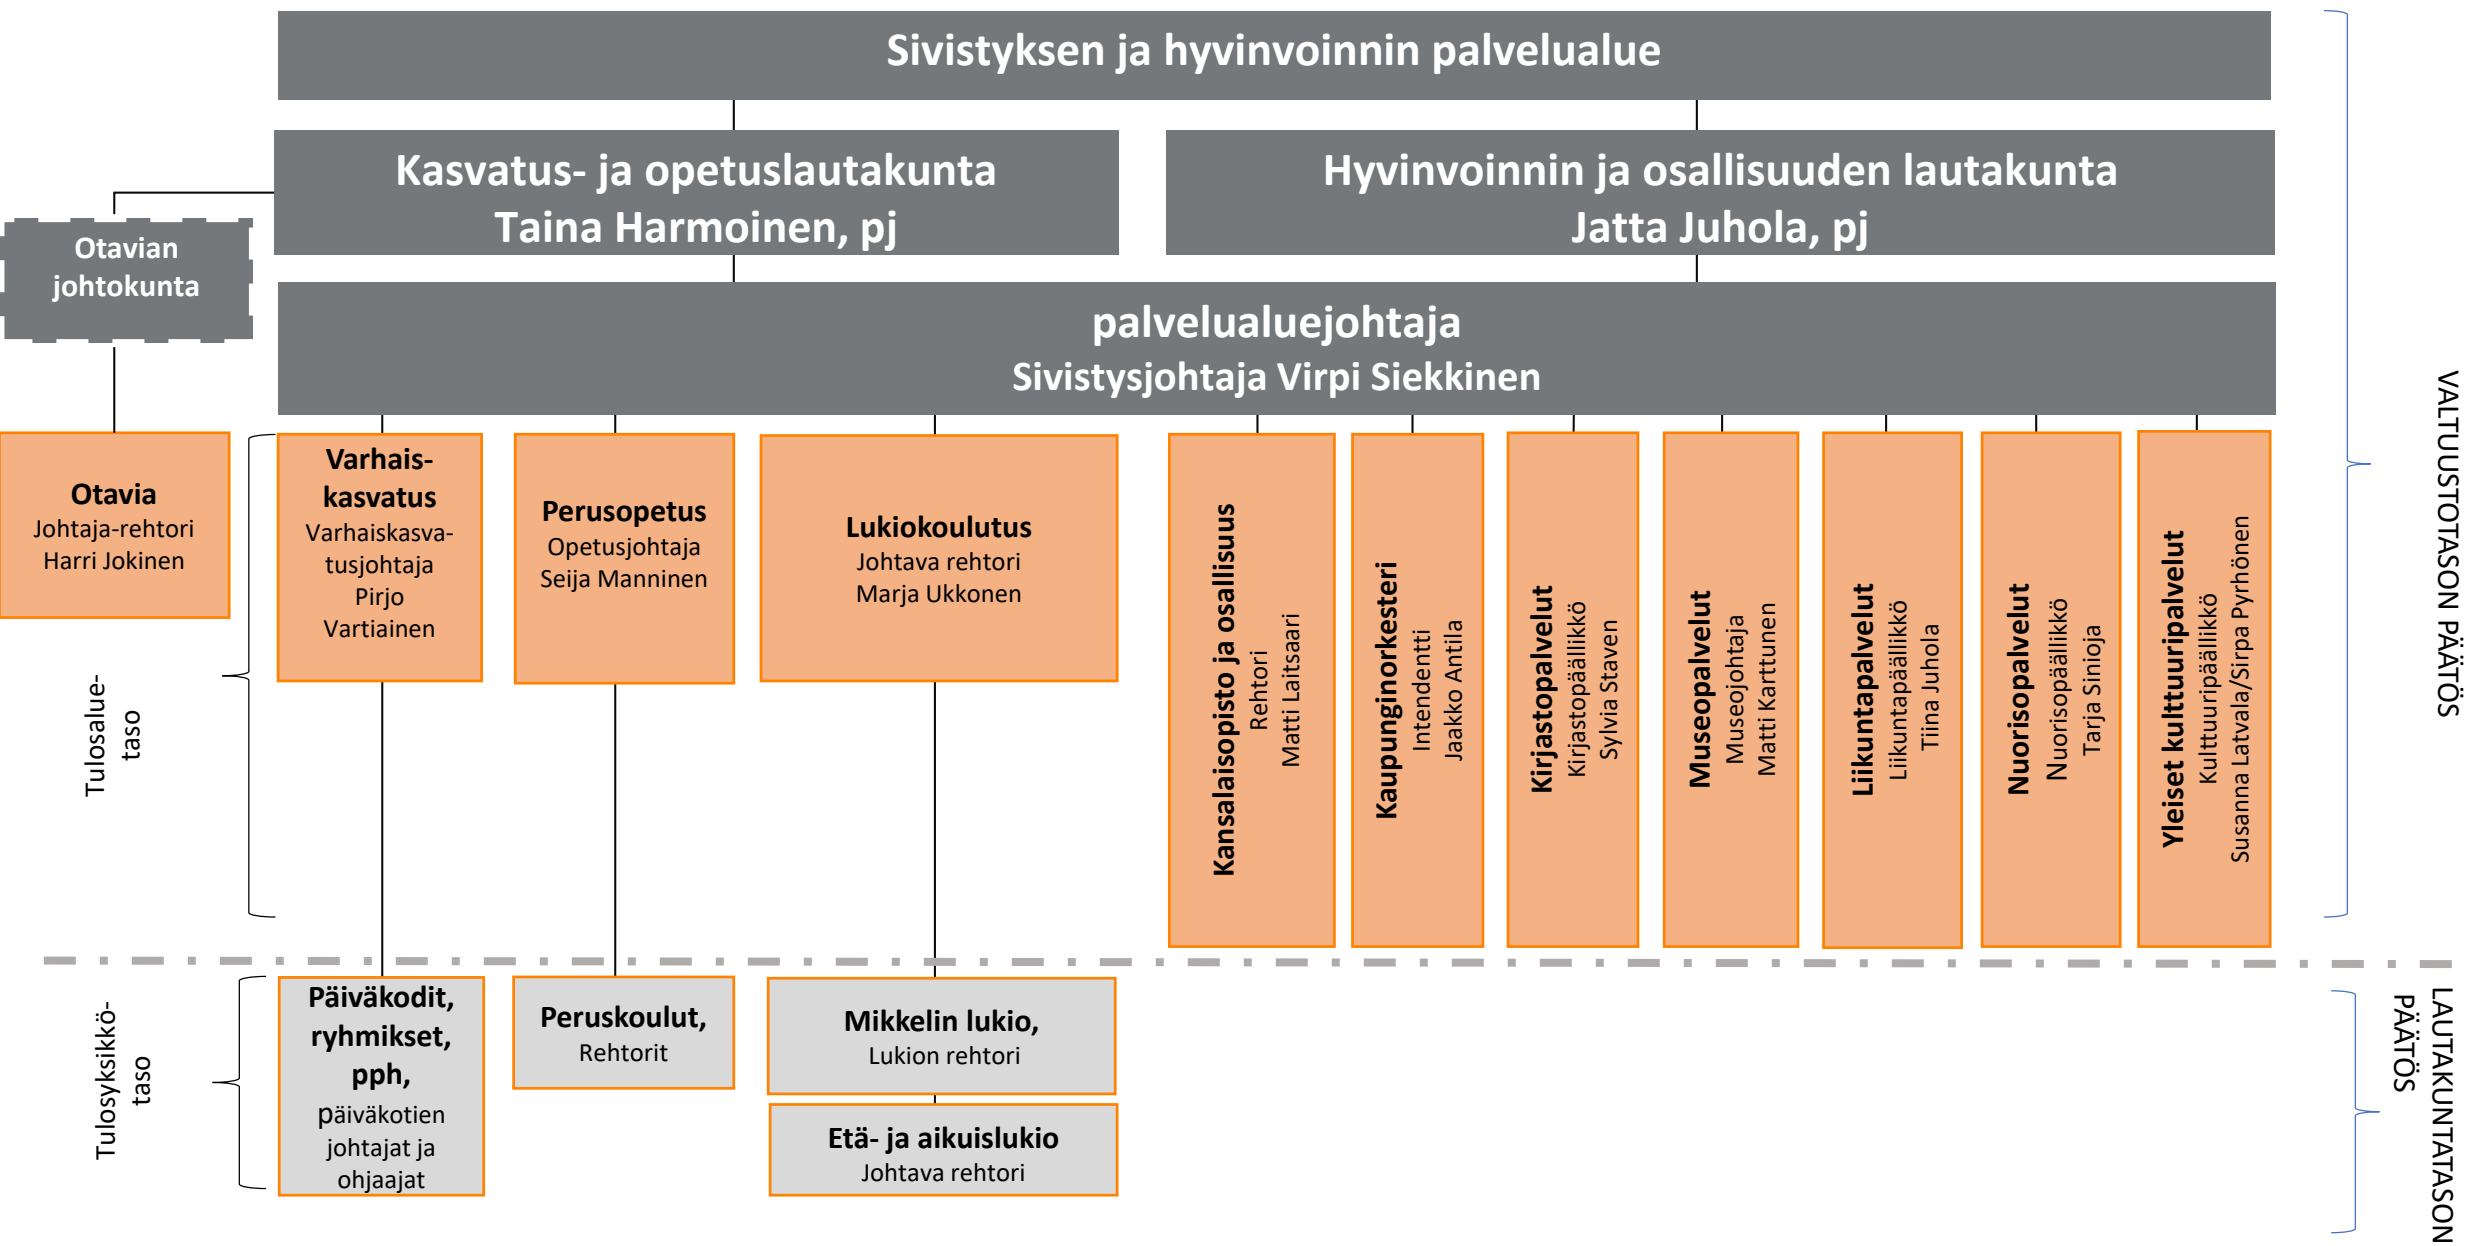 Sivistyksen ja hyvinvoinnin palvelualue
Kasvatus- ja opetuslautakunta
Taina Harmoinen, pj
Hyvinvoinnin ja osallisuuden lautakunta
Jatta Juhola, pj
Otavian
johtokunta
palvelualuejohtaja
Sivistysjohtaja Virpi Siekkinen
Otavia
Johtaja-rehtori
Harri Jokinen
Varhais-
kasvatus
Varhaiskasva-
tusjohtaja
Pirjo
Vartiainen
Perusopetus
Opetusjohtaja
Seija Manninen
Lukiokoulutus
Johtava rehtori
Marja Ukkonen
Kansalaisopisto ja osallisuus
Rehtori
Matti Laitsaari
Kaupunginorkesteri
Intendentti
Jaakko Antila
Kirjastopalvelut
Kirjastopäällikkö
Sylvia Staven
Museopalvelut
Museojohtaja
Matti Karttunen
Liikuntapalvelut
Liikuntapäällikkö
Tiina Juhola
Nuorisopalvelut
Nuorisopäällikkö
Tarja Sinioja
Yleiset kulttuuripalvelut
Kulttuuripäällikkö
Susanna Latvala/Sirpa Pyrhönen
VALTUUSTOTASON PÄÄTÖS
Tulosalue-
taso
Tulosyksikkö-
taso
Päiväkodit,
ryhmikset,
pph,
päiväkotien
johtajat ja
ohjaajat
Peruskoulut,
Rehtorit
Mikkelin lukio,
Lukion rehtori
Etä- ja aikuislukio
Johtava rehtori
LAUTAKUNTATASON
PÄÄTÖS